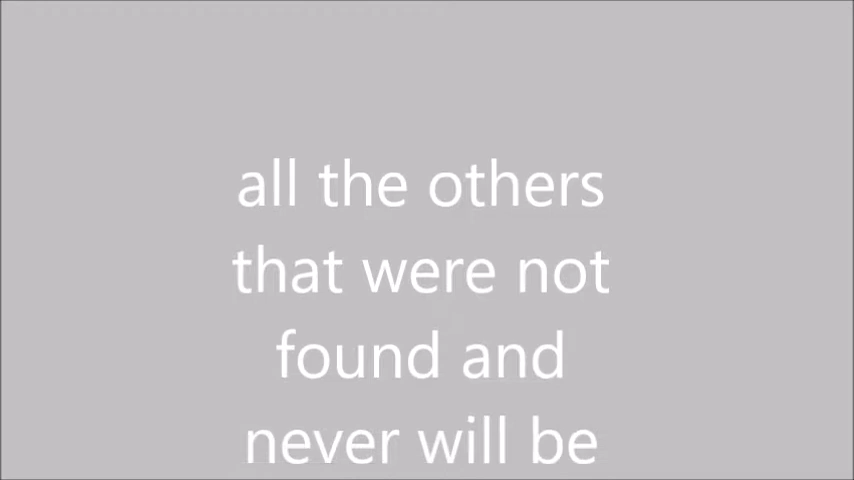 all the others
that were not
found and
never will be